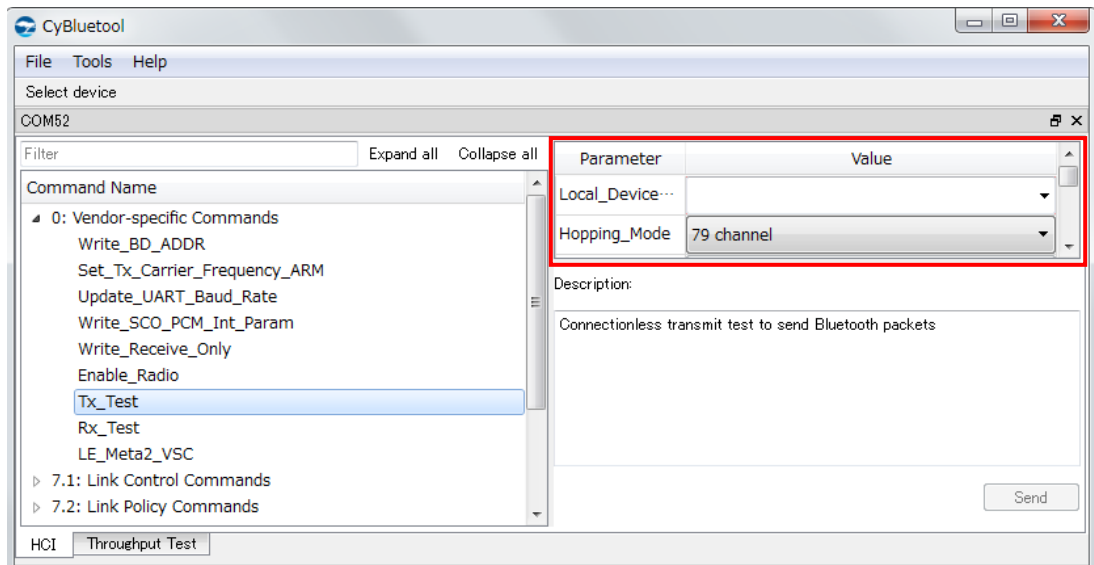 CyBluetool
File Tools Help
Select device
COM52
Filter Expand all Collapse all
Command Name
0: Vendor-specific Commands
Write_BD_ADDR
Set_Tx_Carrier_Frequency_ARM
Update_UART_Baud_Rate
Write_SCO_PCM_Int_Param
Write_Receive_Only
Enable_Radio
Tx_Test
Rx_Test
LE_Meta2_VSC
7.1: Link Control Commands
7.2: Link Policy Commands
Parameter Value
Local_Device···
Hopping_Mode 79 channel
Description:
Connectionless transmit test to send Bluetooth packets
Send
HCI Throughput Test